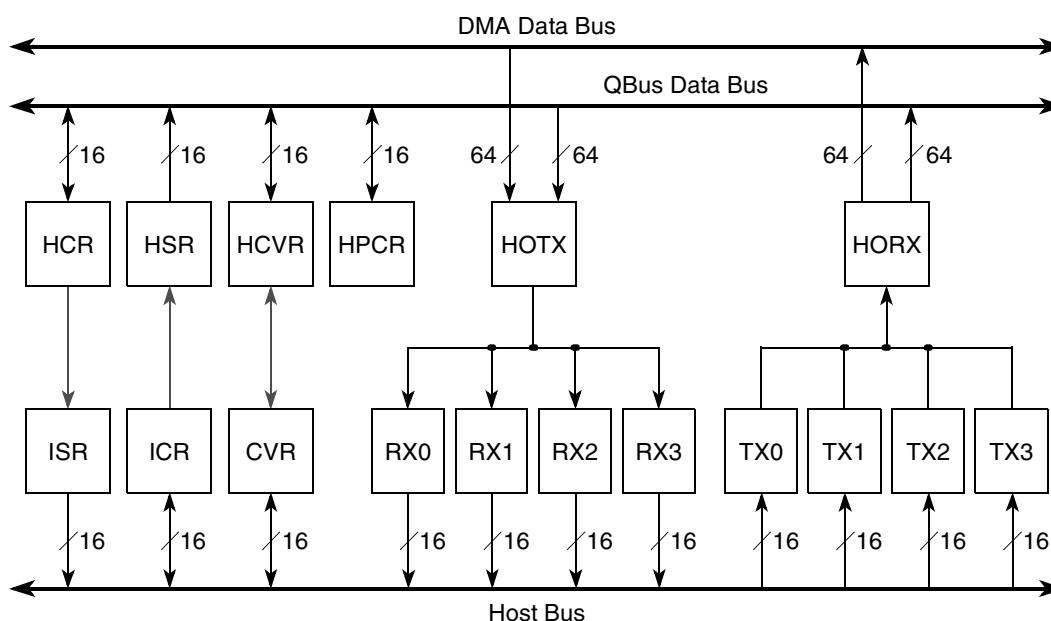 DMA Data Bus
QBus Data Bus
16 16 16 16 64 64 64 64
HCR HSR HCVR HPCR HOTX HORX
ISR ICR CVR RX0 RX1 RX2 RX3 TX0 TX1 TX2 TX3
16 16 16 16 16 16 16 16 16 16 16
Host Bus